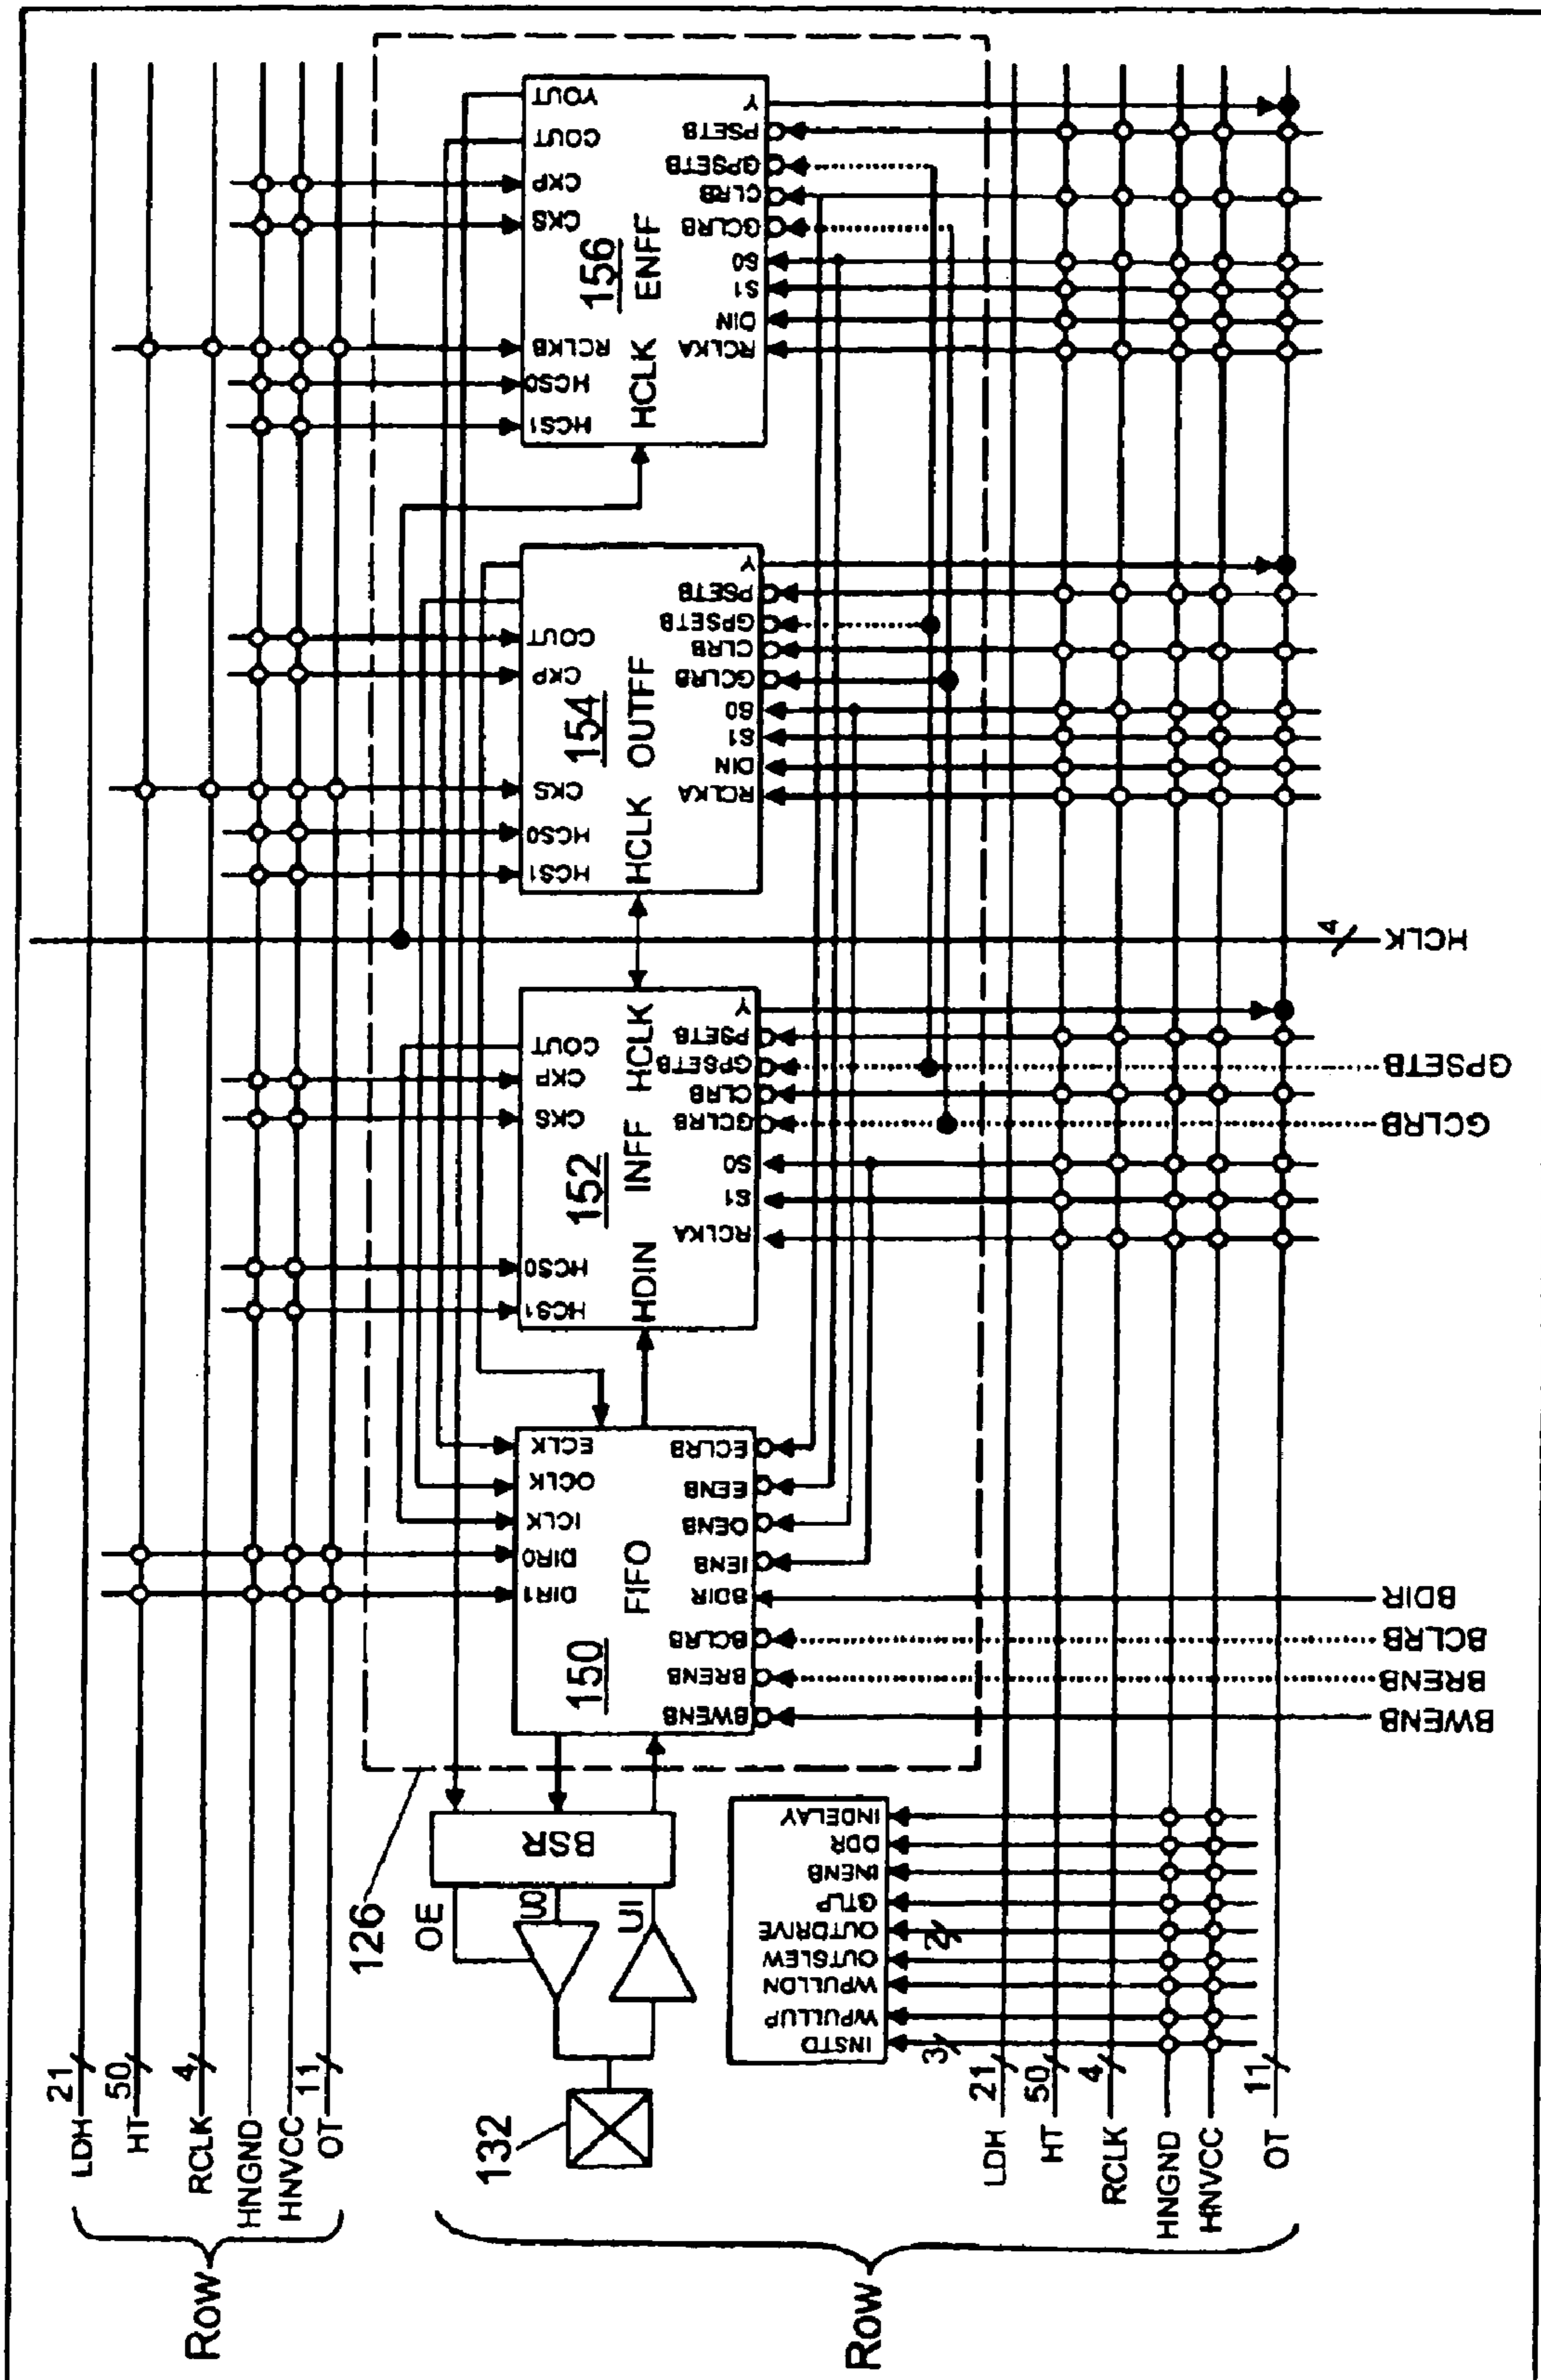 Row
LDH 21
HT 50
RCLK 4
HNGND
HNVCC
OT 11
126
132
OE
UO
UI
BSR
150
FIFO
DIR1
DIR0
ICLK
OCLK
ECLK
BWENB
BRENB
BCLRB
BDIR
IENB
OENB
EENB
ECLRB
152
HDIN INFF HCLK
HCS1
HCS0
CKS
CKP
COUT
RCLKA
S1
S0
GCLRB
CLRB
GPSETB
PSETB
Y
154
HCLK OUTFF
HCS1
HCS0
CKS
CKP
COUT
RCLKA
DIN
S1
S0
GCLRB
CLRB
GPSETB
PSETB
Y
156
HCLK ENFF
HCS1
HCS0
RCLKB
CKS
CXP
COUT
YOUT
RCLKA
DIN
S1
S0
GCLRB
CLRB
GPSETB
PSETB
Y
INSTD
WPULLUP
WPULLDN
OUTSLEW
OUTDRIVE
GTLP
INENB
DDR
INDELAY
3
2
Row
LDH 21
HT 50
RCLK 4
HNGND
HNVCC
OT 11
BWENB
BRENB
BCLRB
BDIR
GCLRB
GPSETB
HCLK
4